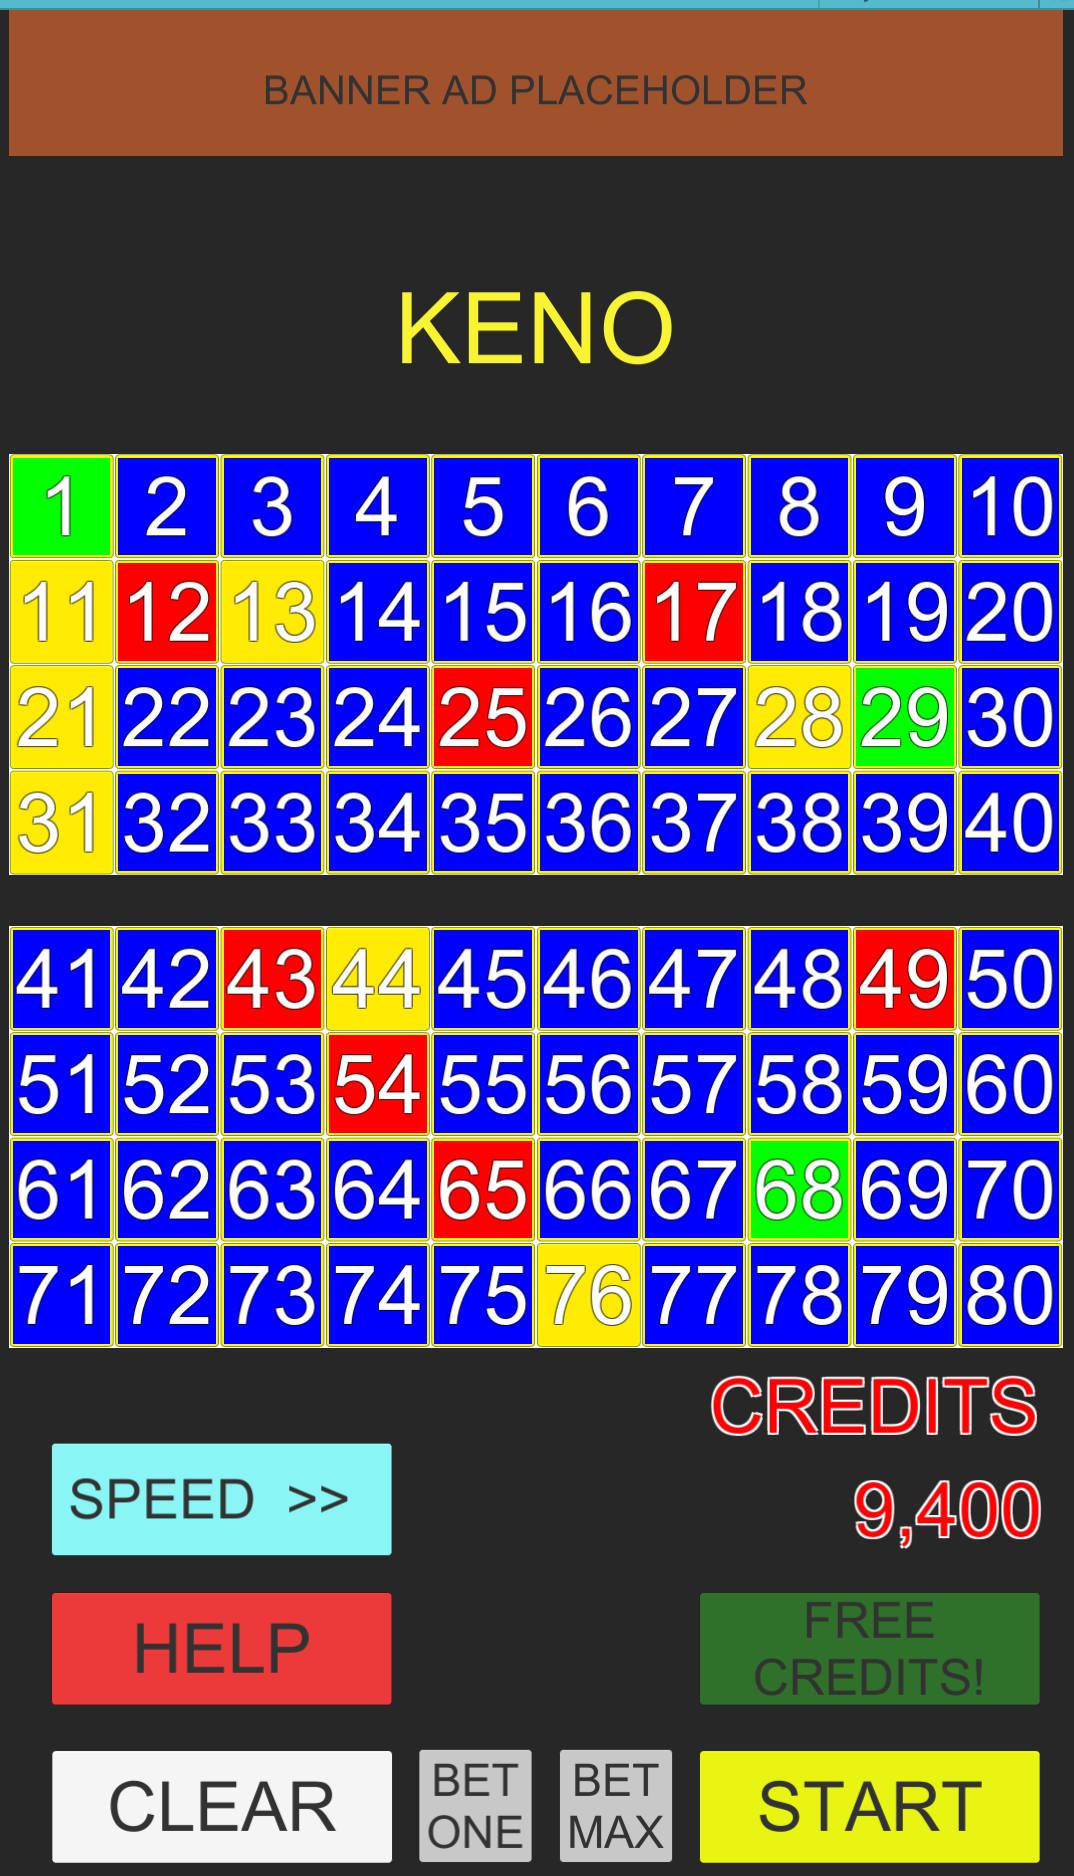 BANNER AD PLACEHOLDER
KENO
1 2 3 4 5 6 7 8 9 10
11 12 13 14 15 16 17 18 19 20
21 22 23 24 25 26 27 28 29 30
31 32 33 34 35 36 37 38 39 40
41 42 43 44 45 46 47 48 49 50
51 52 53 54 55 56 57 58 59 60
61 62 63 64 65 66 67 68 69 70
71 72 73 74 75 76 77 78 79 80
CREDITS
SPEED >>
9,400
HELP
FREE
CREDITS!
CLEAR
BET
ONE
BET
MAX
START